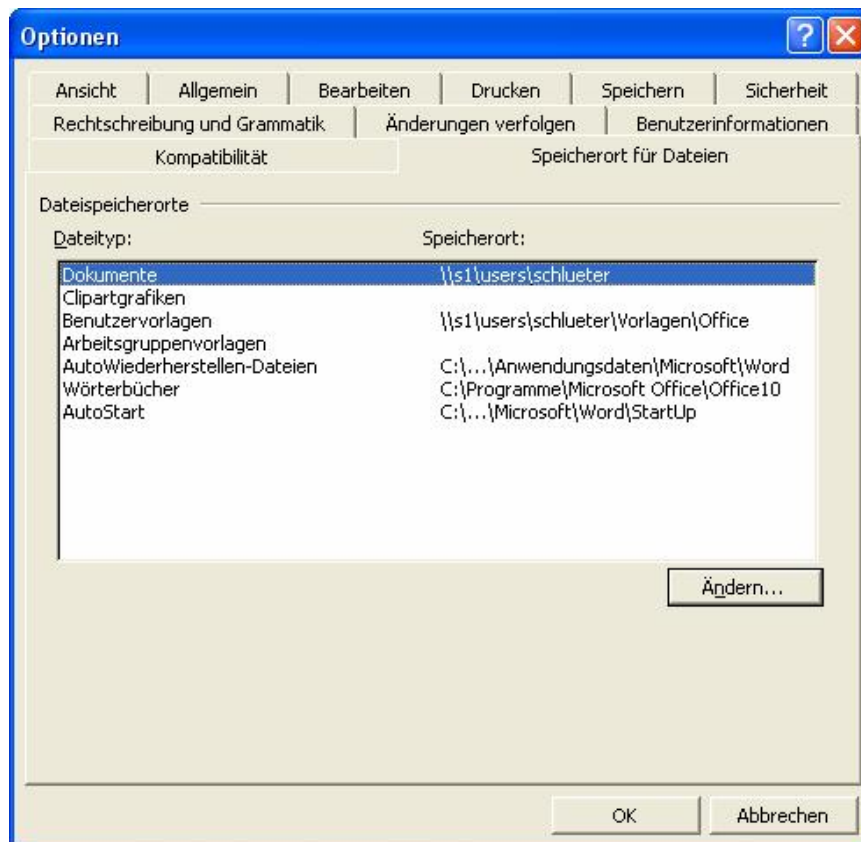 Optionen
Ansicht Allgemein Bearbeiten Drucken Speichern Sicherheit
Rechtschreibung und Grammatik Änderungen verfolgen Benutzerinformationen
Kompatibilität Speicherort für Dateien
Dateispeicherorte
Dateityp: Speicherort:
Dokumente \\s1\users\schlueter
Clipartgrafiken
Benutzervorlagen \\s1\users\schlueter\Vorlagen\Office
Arbeitsgruppenvorlagen
AutoWiederherstellen-Dateien C:\...\Anwendungsdaten\Microsoft\Word
Wörterbücher C:\Programme\Microsoft Office\Office10
AutoStart C:\...\Microsoft\Word\StartUp
Ändern...
OK Abbrechen